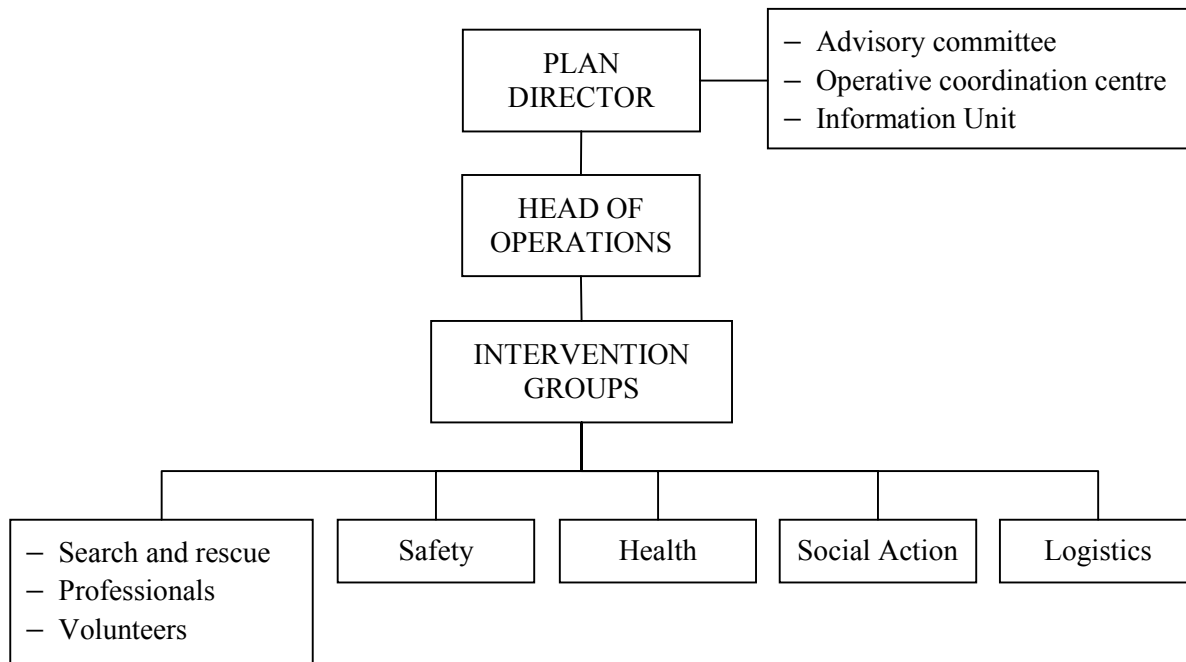 PLAN
DIRECTOR
– Advisory committee
– Operative coordination centre
– Information Unit
HEAD OF
OPERATIONS
INTERVENTION
GROUPS
– Search and rescue
– Professionals
– Volunteers
Safety
Health
Social Action
Logistics